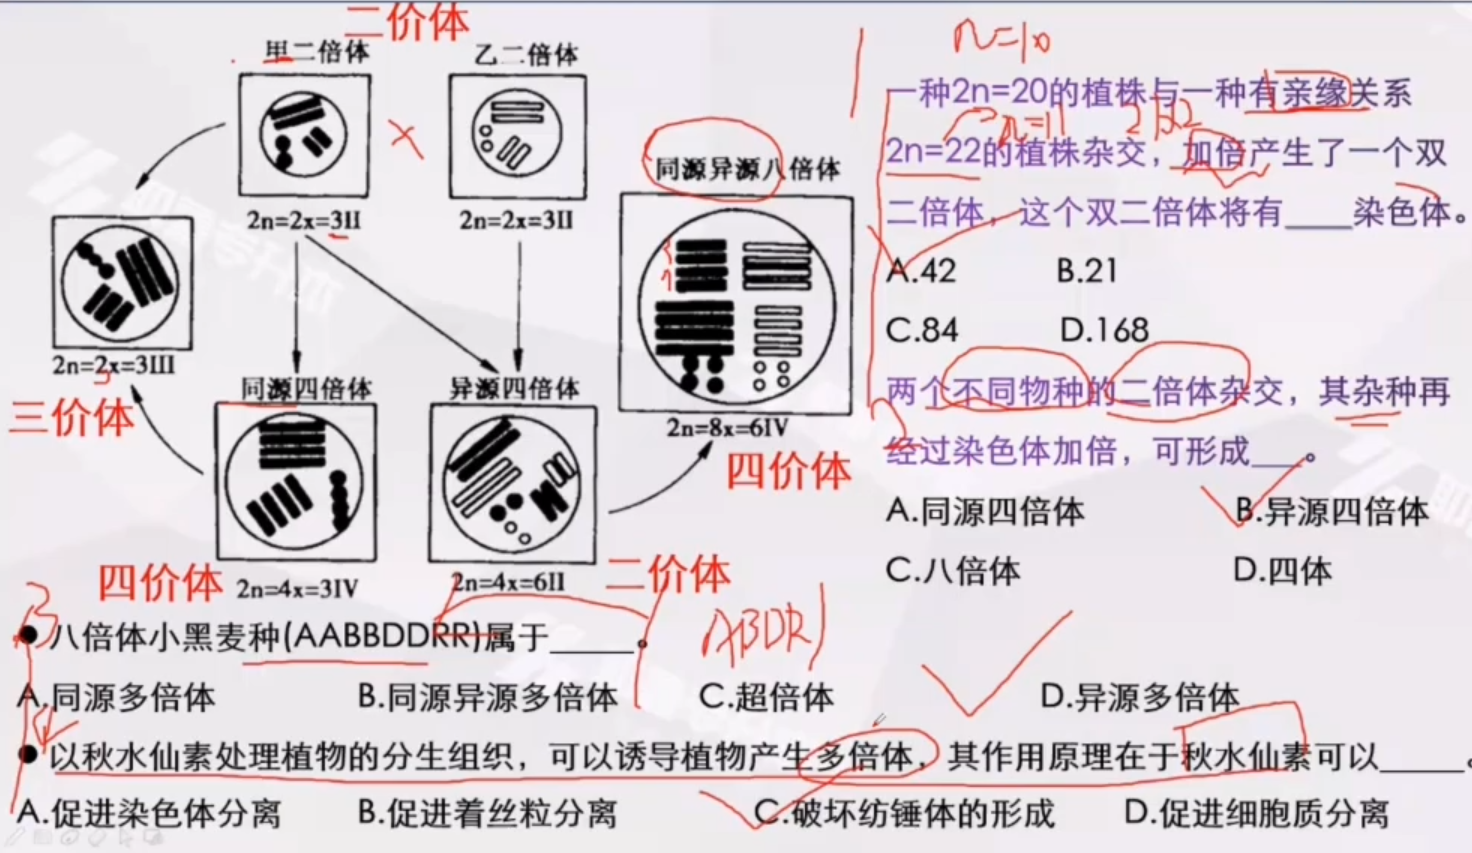 二价体
甲二倍体
乙二倍体
2n=2x=3II
2n=2x=3II
同源异源八倍体
2n=8x=6IV
四价体
2n=2x=3III
3
三价体
同源四倍体
异源四倍体
四价体
2n=4x=3IV
2n=4x=6II
二价体
n=10
一种2n=20的植株与一种有亲缘关系
n=11
2n=22的植株杂交，加倍产生了一个双
二倍体，这个双二倍体将有____染色体。
A.42 B.21
C.84 D.168
两个不同物种的二倍体杂交，其杂种再
经过染色体加倍，可形成___。
A.同源四倍体 B.异源四倍体
C.八倍体 D.四体
●八倍体小黑麦种(AABBDDRR)属于_____。
ABDR
A.同源多倍体 B.同源异源多倍体 C.超倍体 D.异源多倍体
●以秋水仙素处理植物的分生组织，可以诱导植物产生多倍体，其作用原理在于秋水仙素可以_____。
A.促进染色体分离 B.促进着丝粒分离 C.破坏纺锤体的形成 D.促进细胞质分离